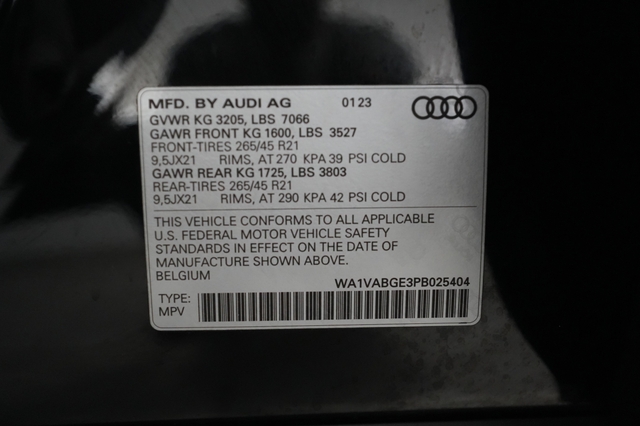 MFD. BY AUDI AG 0123
GVWR KG 3205, LBS 7066
GAWR FRONT KG 1600, LBS 3527
FRONT-TIRES 265/45 R21
9,5JX21 RIMS, AT 270 KPA 39 PSI COLD
GAWR REAR KG 1725, LBS 3803
REAR-TIRES 265/45 R21
9,5JX21 RIMS, AT 290 KPA 42 PSI COLD
THIS VEHICLE CONFORMS TO ALL APPLICABLE
U.S. FEDERAL MOTOR VEHICLE SAFETY
STANDARDS IN EFFECT ON THE DATE OF
MANUFACTURE SHOWN ABOVE.
BELGIUM
WA1VABGE3PB025404
TYPE:
MPV